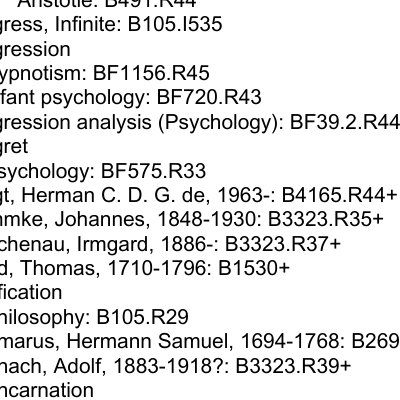 Aristotle: B491.R44
gress, Infinite: B105.I535
gression
ypnotism: BF1156.R45
fant psychology: BF720.R43
gression analysis (Psychology): BF39.2.R44
gret
sychology: BF575.R33
gt, Herman C. D. G. de, 1963-: B4165.R44+
mke, Johannes, 1848-1930: B3323.R35+
chenau, Irmgard, 1886-: B3323.R37+
d, Thomas, 1710-1796: B1530+
fication
hilosophy: B105.R29
marus, Hermann Samuel, 1694-1768: B269
nach, Adolf, 1883-1918?: B3323.R39+
ncarnation